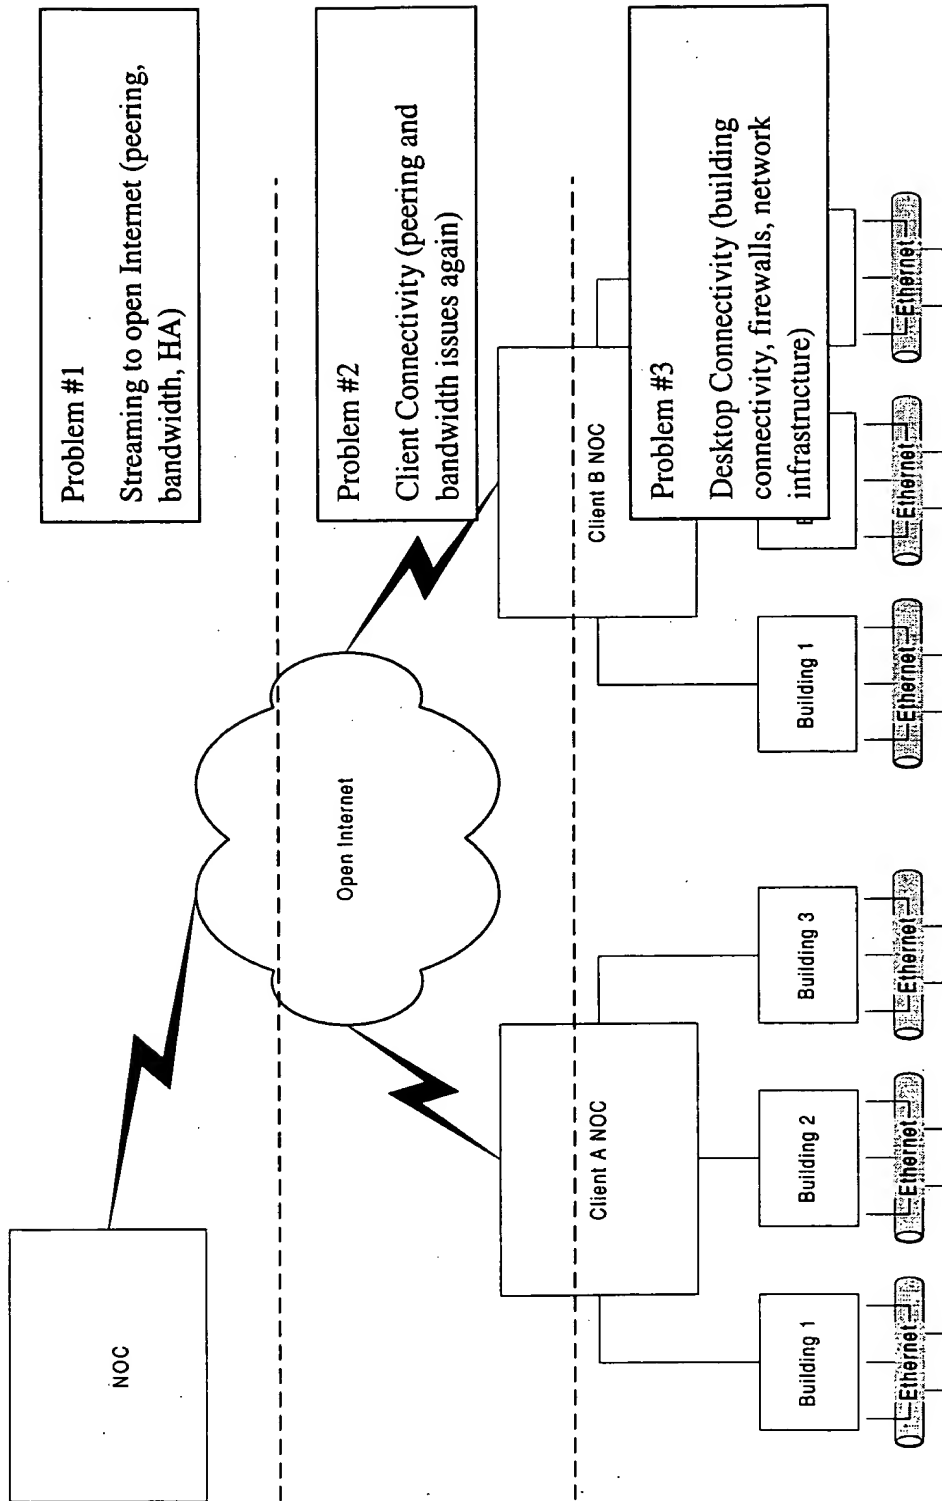 NOC
Problem #1
Streaming to open Internet (peering,
bandwidth, HA)
Open Internet
Problem #2
Client Connectivity (peering and
bandwidth issues again)
Client A NOC
Client B NOC
Problem #3
Desktop Connectivity (building
connectivity, firewalls, network
infrastructure)
Building 1
Building 2
Building 3
Building 1
Ethernet
Ethernet
Ethernet
Ethernet
Ethernet
Ethernet